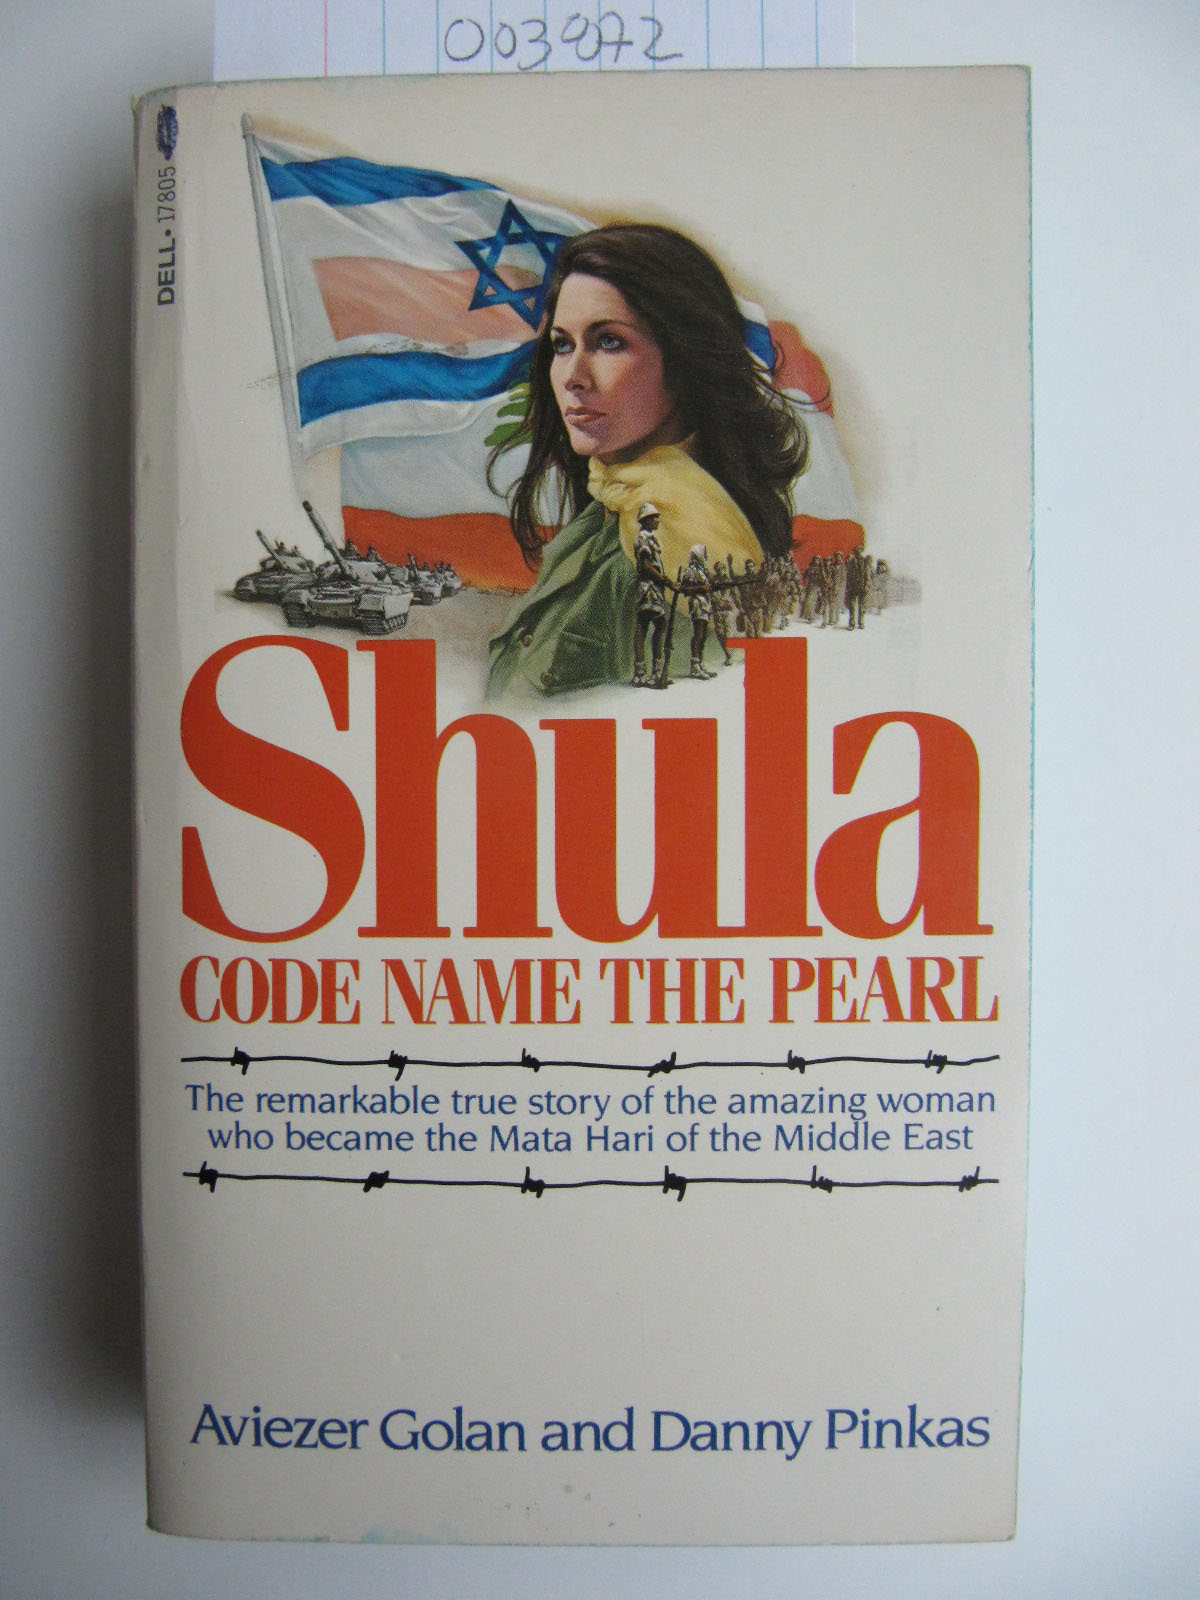 003872
DELL • 17805
Shula
CODE NAME THE PEARL
The remarkable true story of the amazing woman
who became the Mata Hari of the Middle East
Aviezer Golan and Danny Pinkas